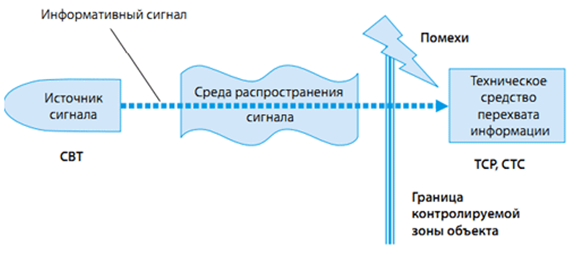 Информативный сигнал
Помехи
Источник
сигнала
Среда распространения
сигнала
Техническое
средство
перехвата
информации
СВТ
ТСР, СТС
Граница
контролируемой
зоны объекта